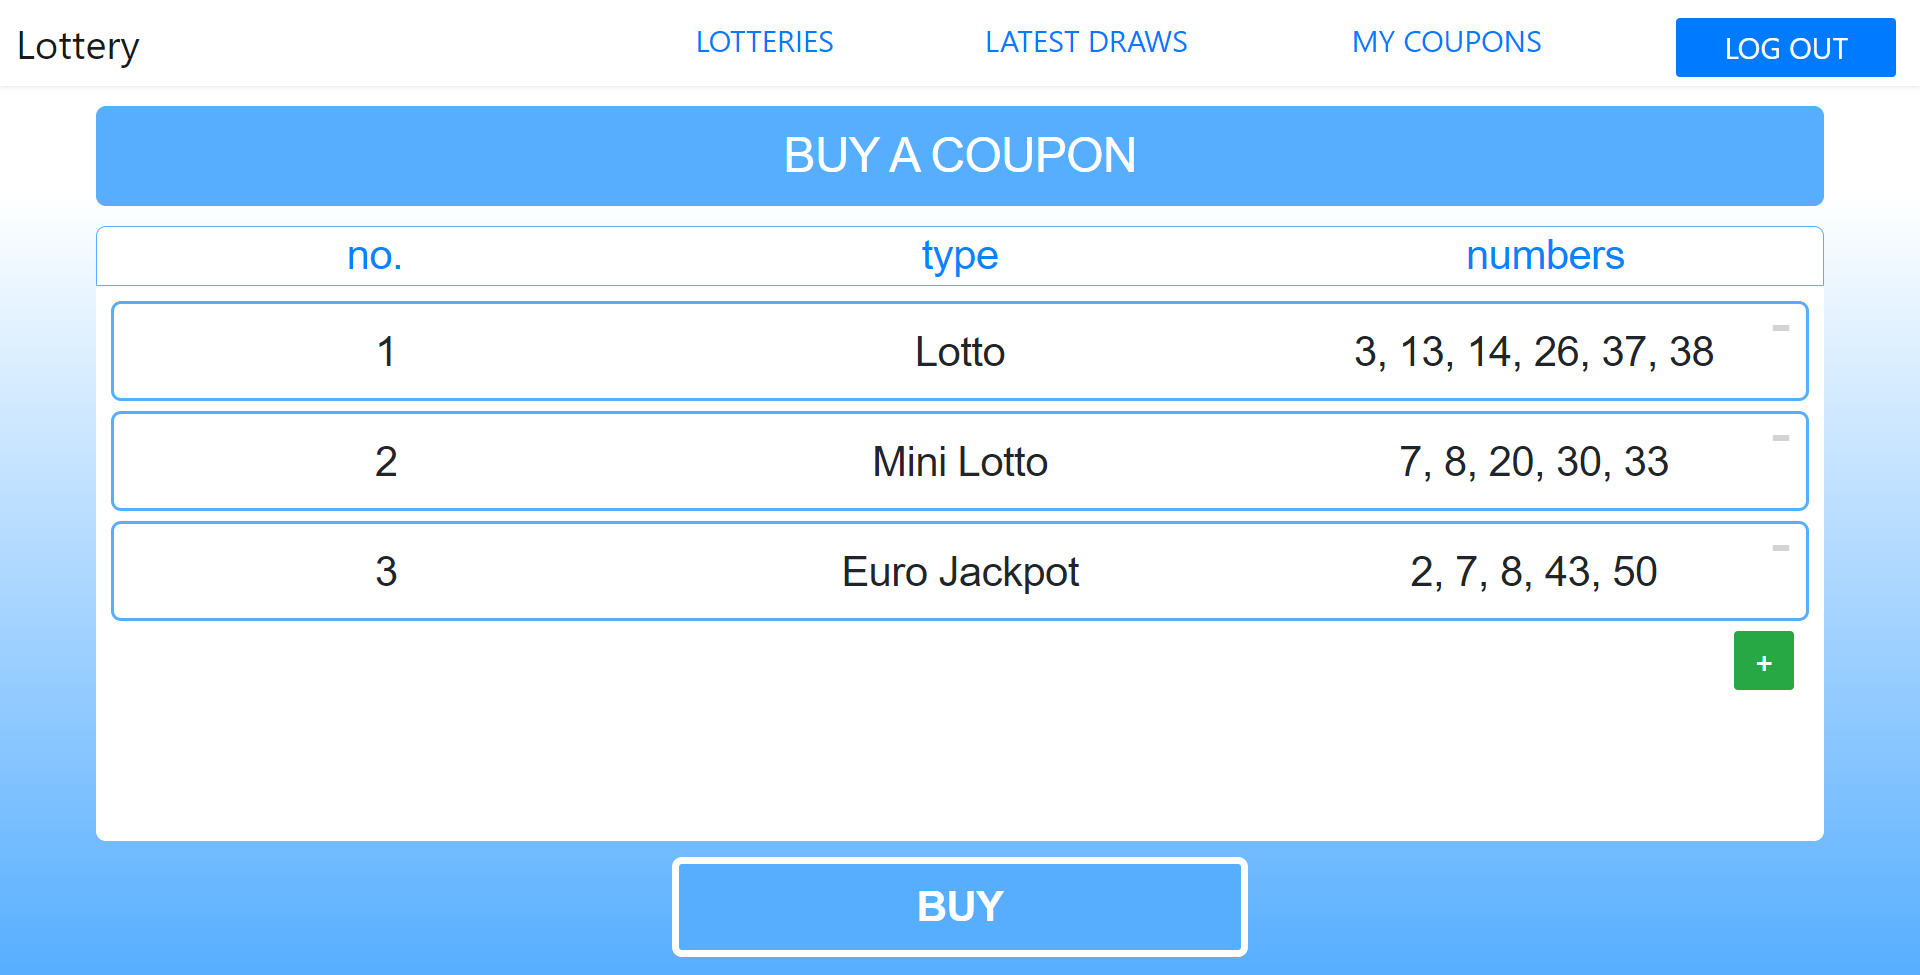 Lottery LOTTERIES LATEST DRAWS MY COUPONS LOG OUT
BUY A COUPON
no. type numbers
1 Lotto 3, 13, 14, 26, 37, 38 -
2 Mini Lotto 7, 8, 20, 30, 33 -
3 Euro Jackpot 2, 7, 8, 43, 50 -
+
BUY